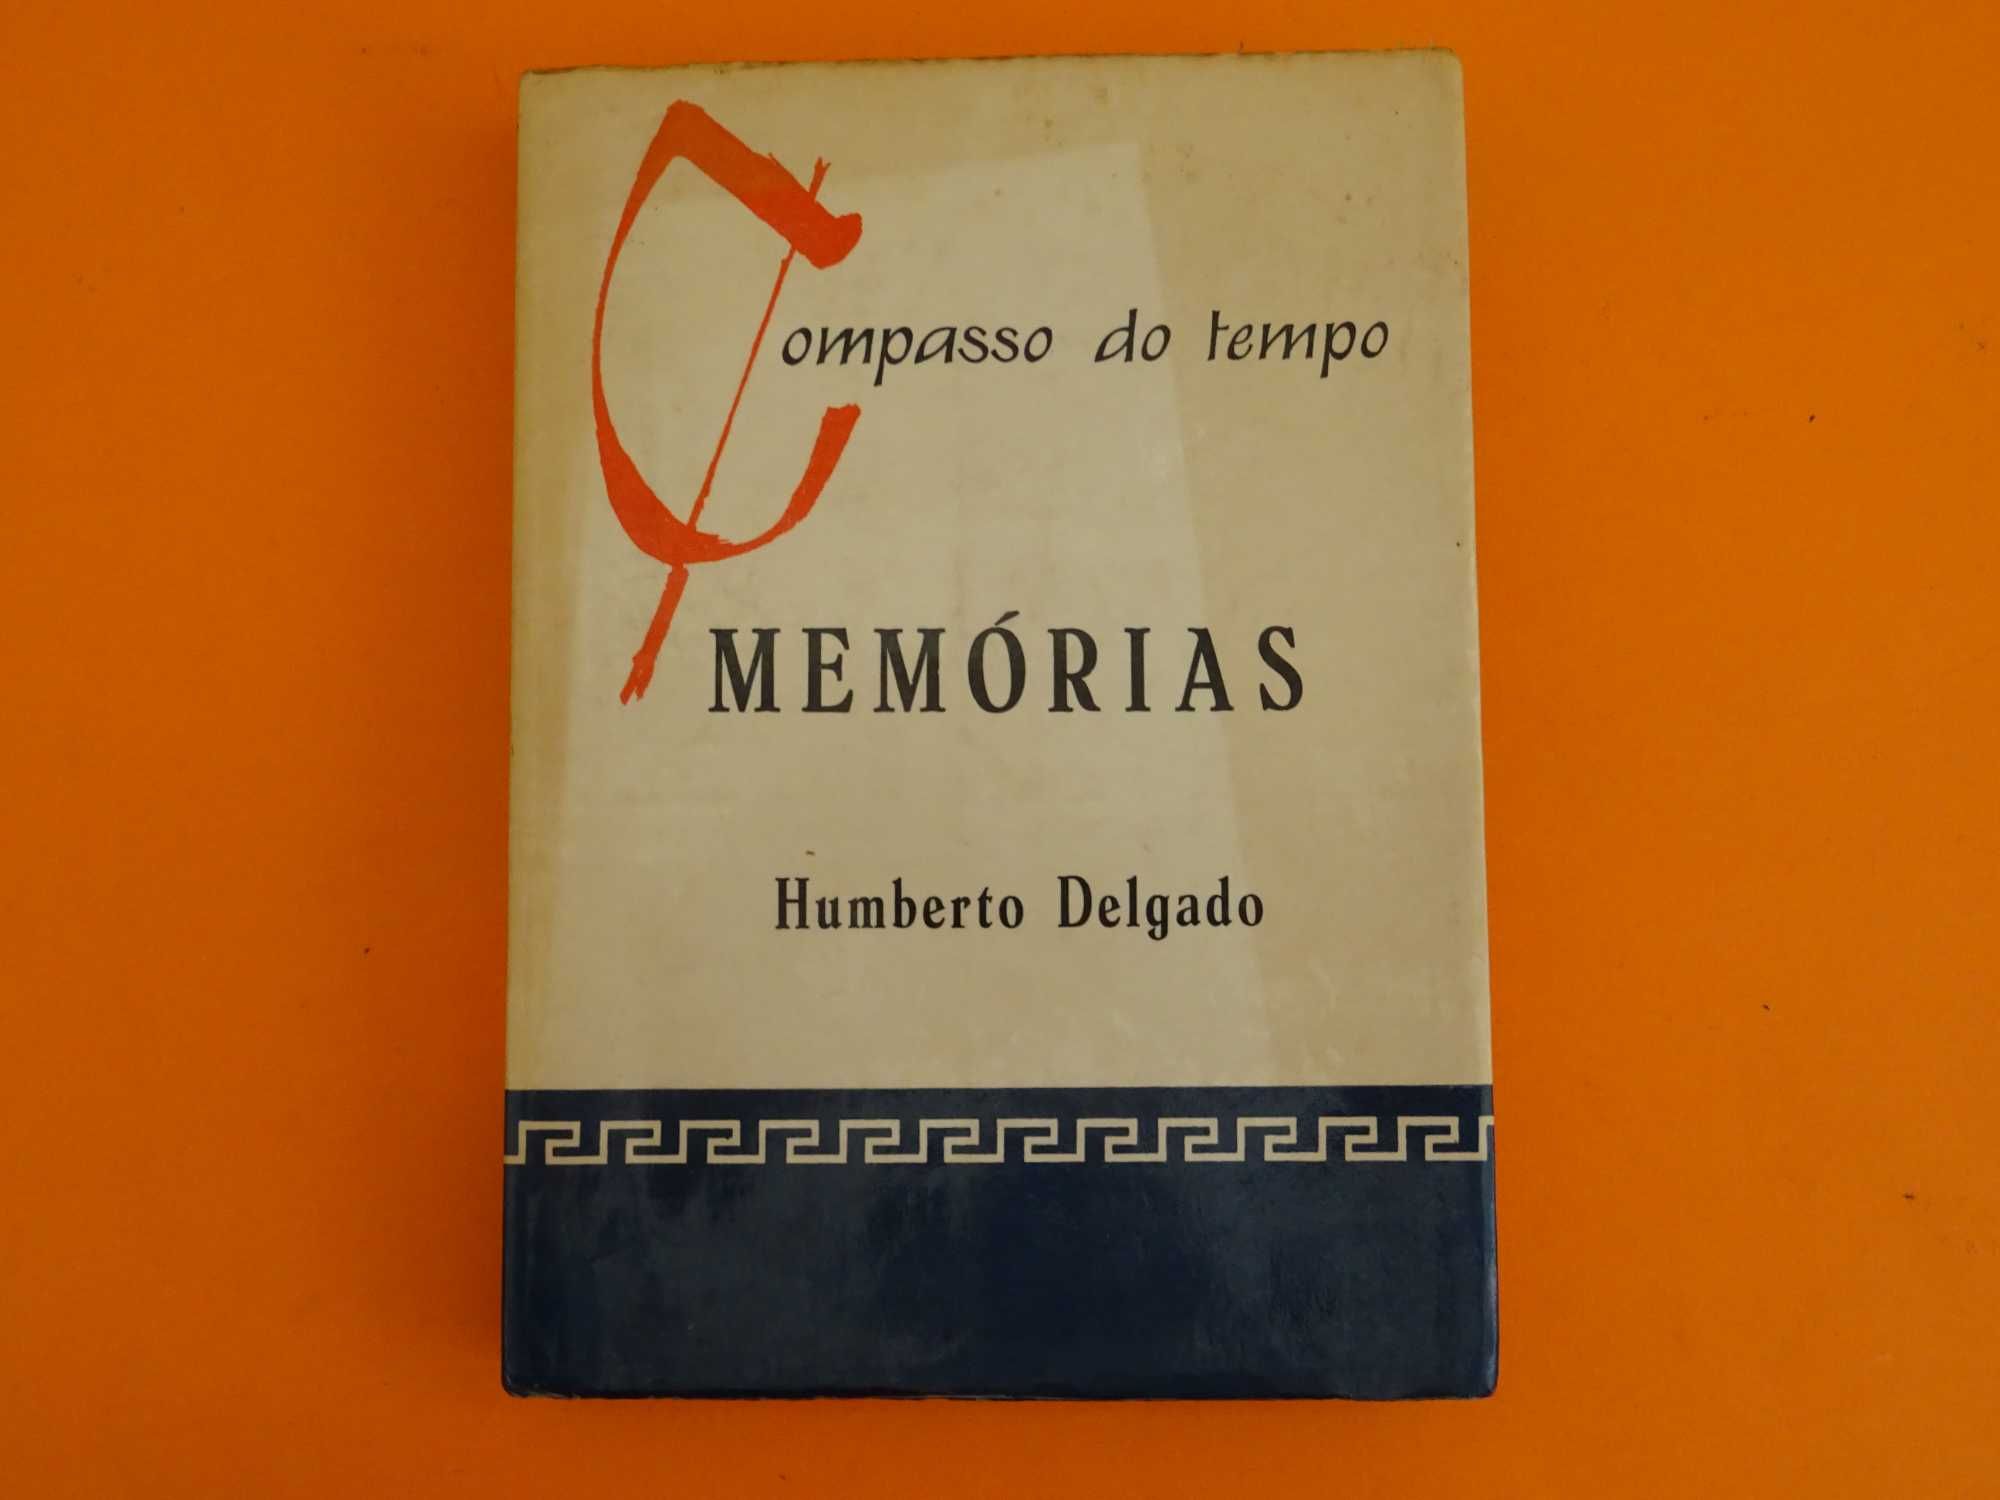 Compasso do tempo
MEMÓRIAS
Humberto Delgado